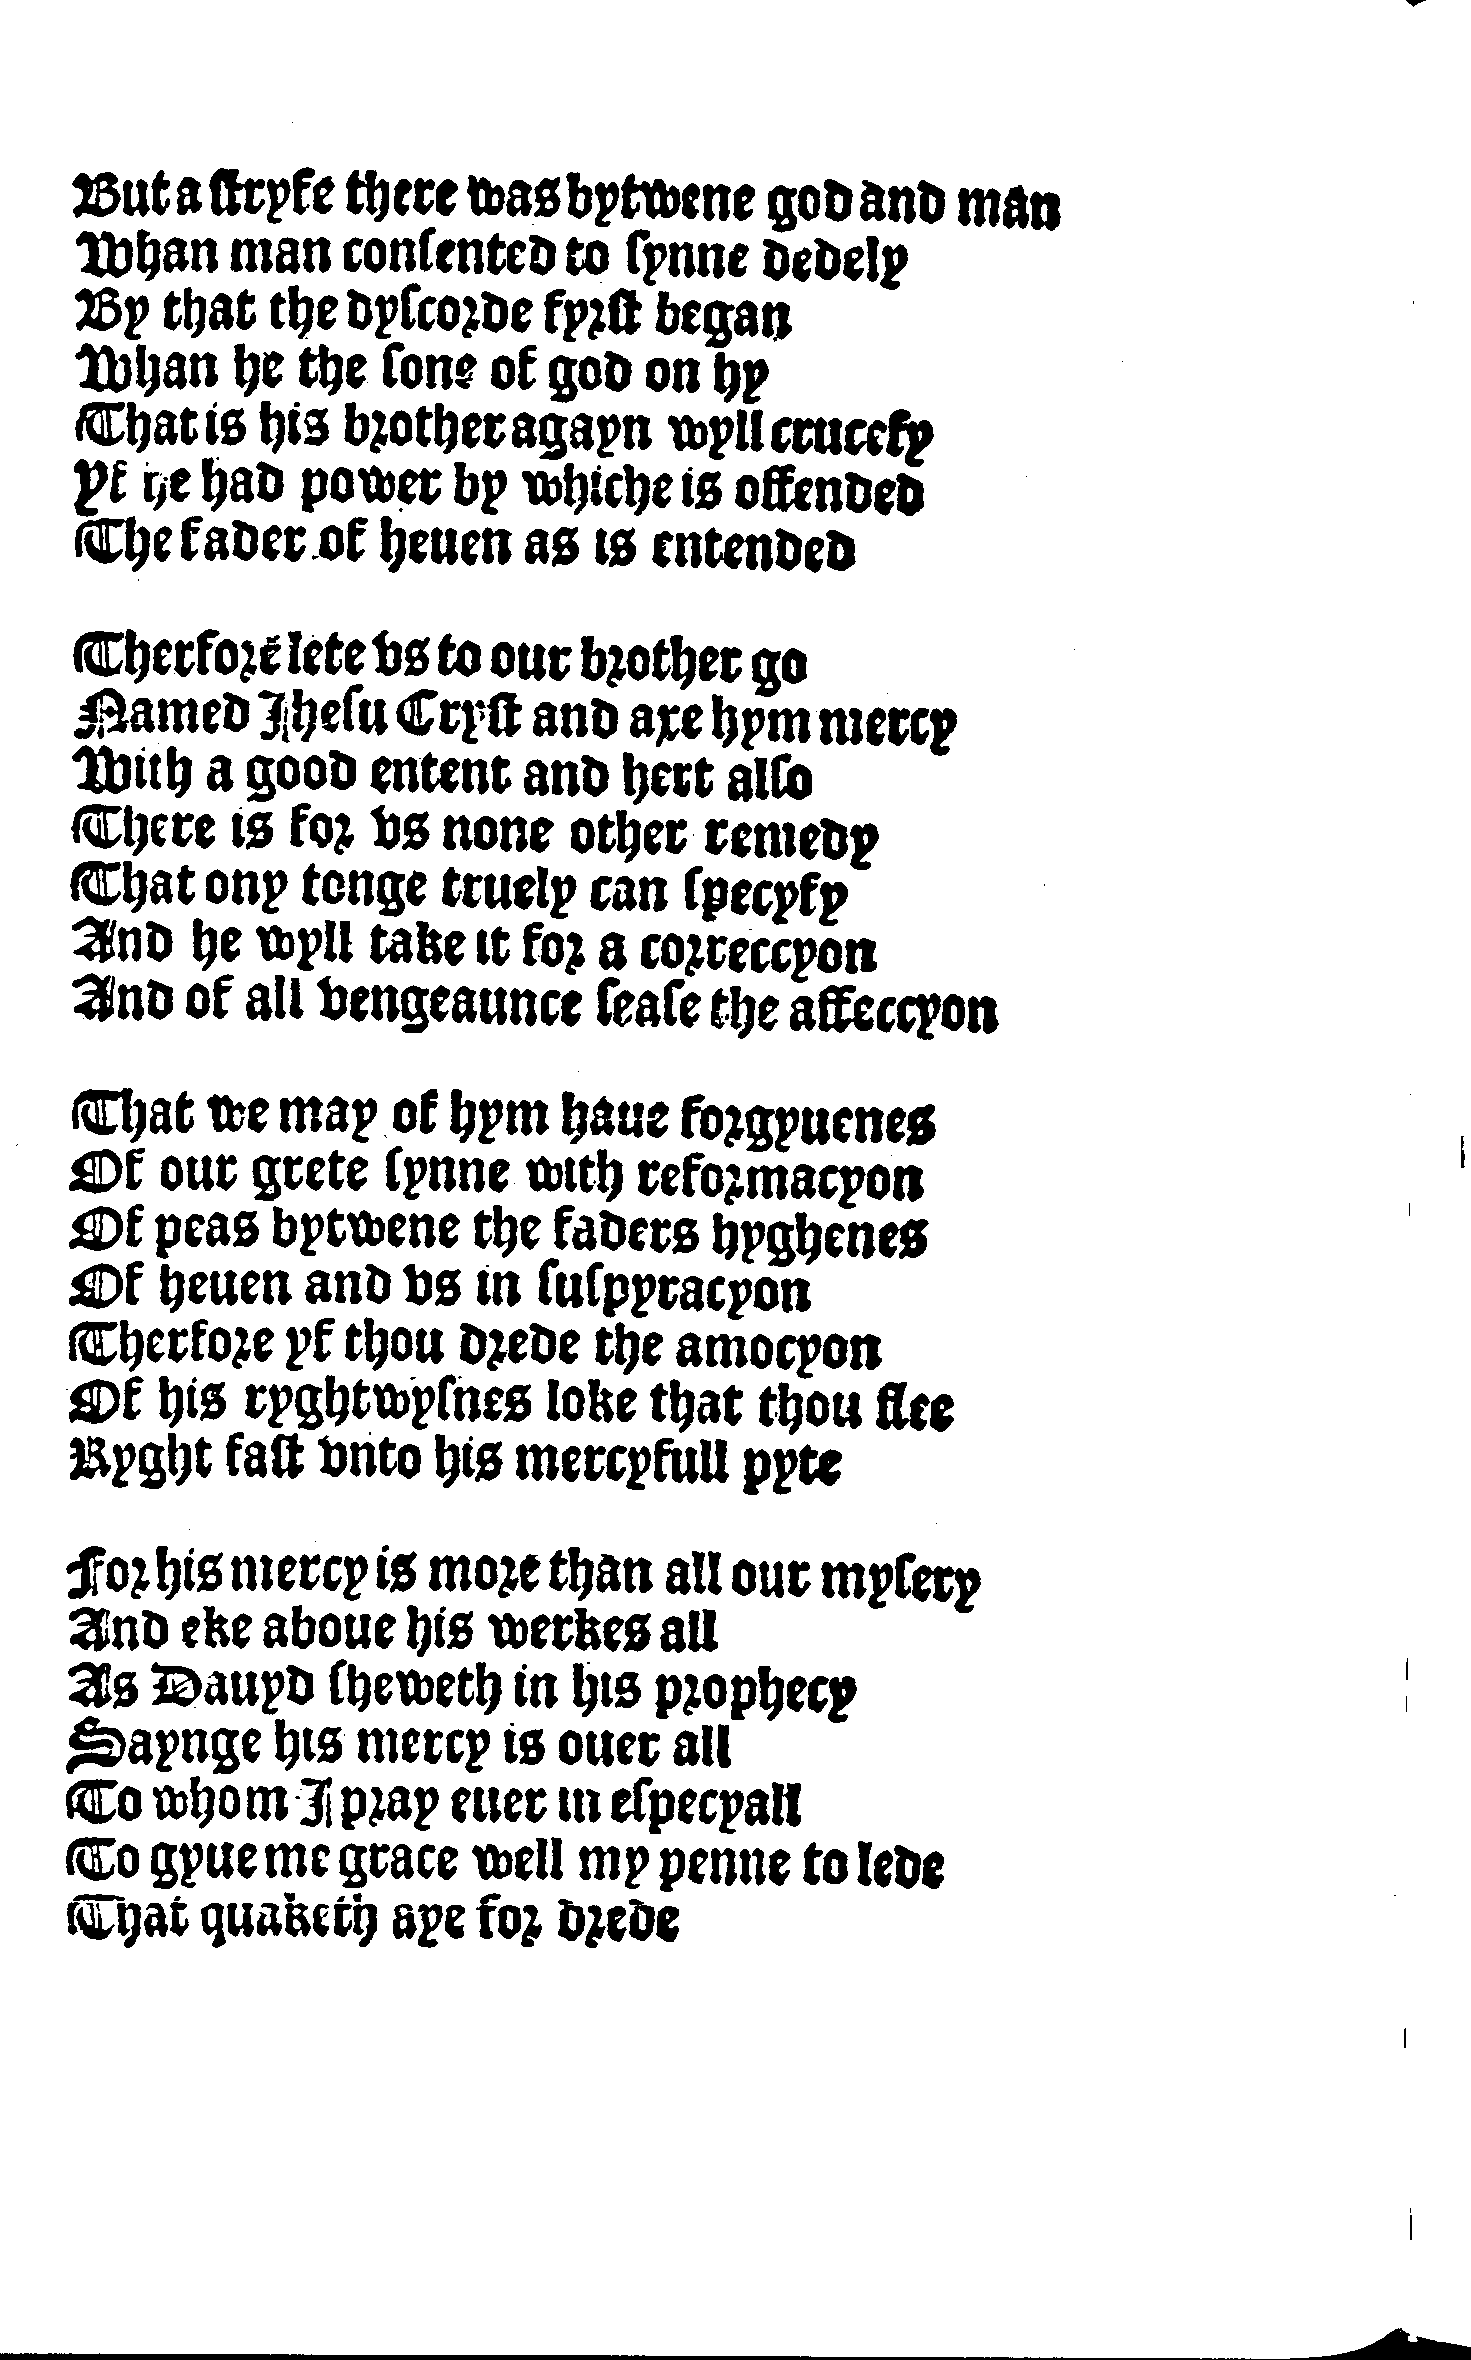 But a ſtryfe there was bytwene god and man
Whan man conſented to ſynne dedely
By that the dyſcorde fyrſt began
Whan he the ſone of god on hy
That is his brother agayn wyll crucefy
Yf he had power by whiche is offended
The fader of heuen as is entended

Therfore lete vs to our brother go
Named Jheſu Cryſt and axe hym mercy
With a good entent and hert alſo
There is for vs none other remedy
That ony tonge truely can ſpecyfy
And he wyll take it for a correccyon
And of all vengeaunce ſeaſe the affeccyon

That we may of hym haue forgyuenes
Of our grete ſynne with reformacyon
Of peas bytwene the faders hyghenes
Of heuen and vs in ſuſpyracyon
Therfore yf thou drede the amocyon
Of his ryghtwyſnes loke that thou flee
Ryght faſt vnto his mercyfull pyte

For his mercy is more than all our myſery
And eke aboue his werkes all
As Dauyd ſheweth in his prophecy
Saynge his mercy is ouer all
To whom I pray euer in eſpecyall
To gyue me grace well my penne to lede
That quaketh aye for drede